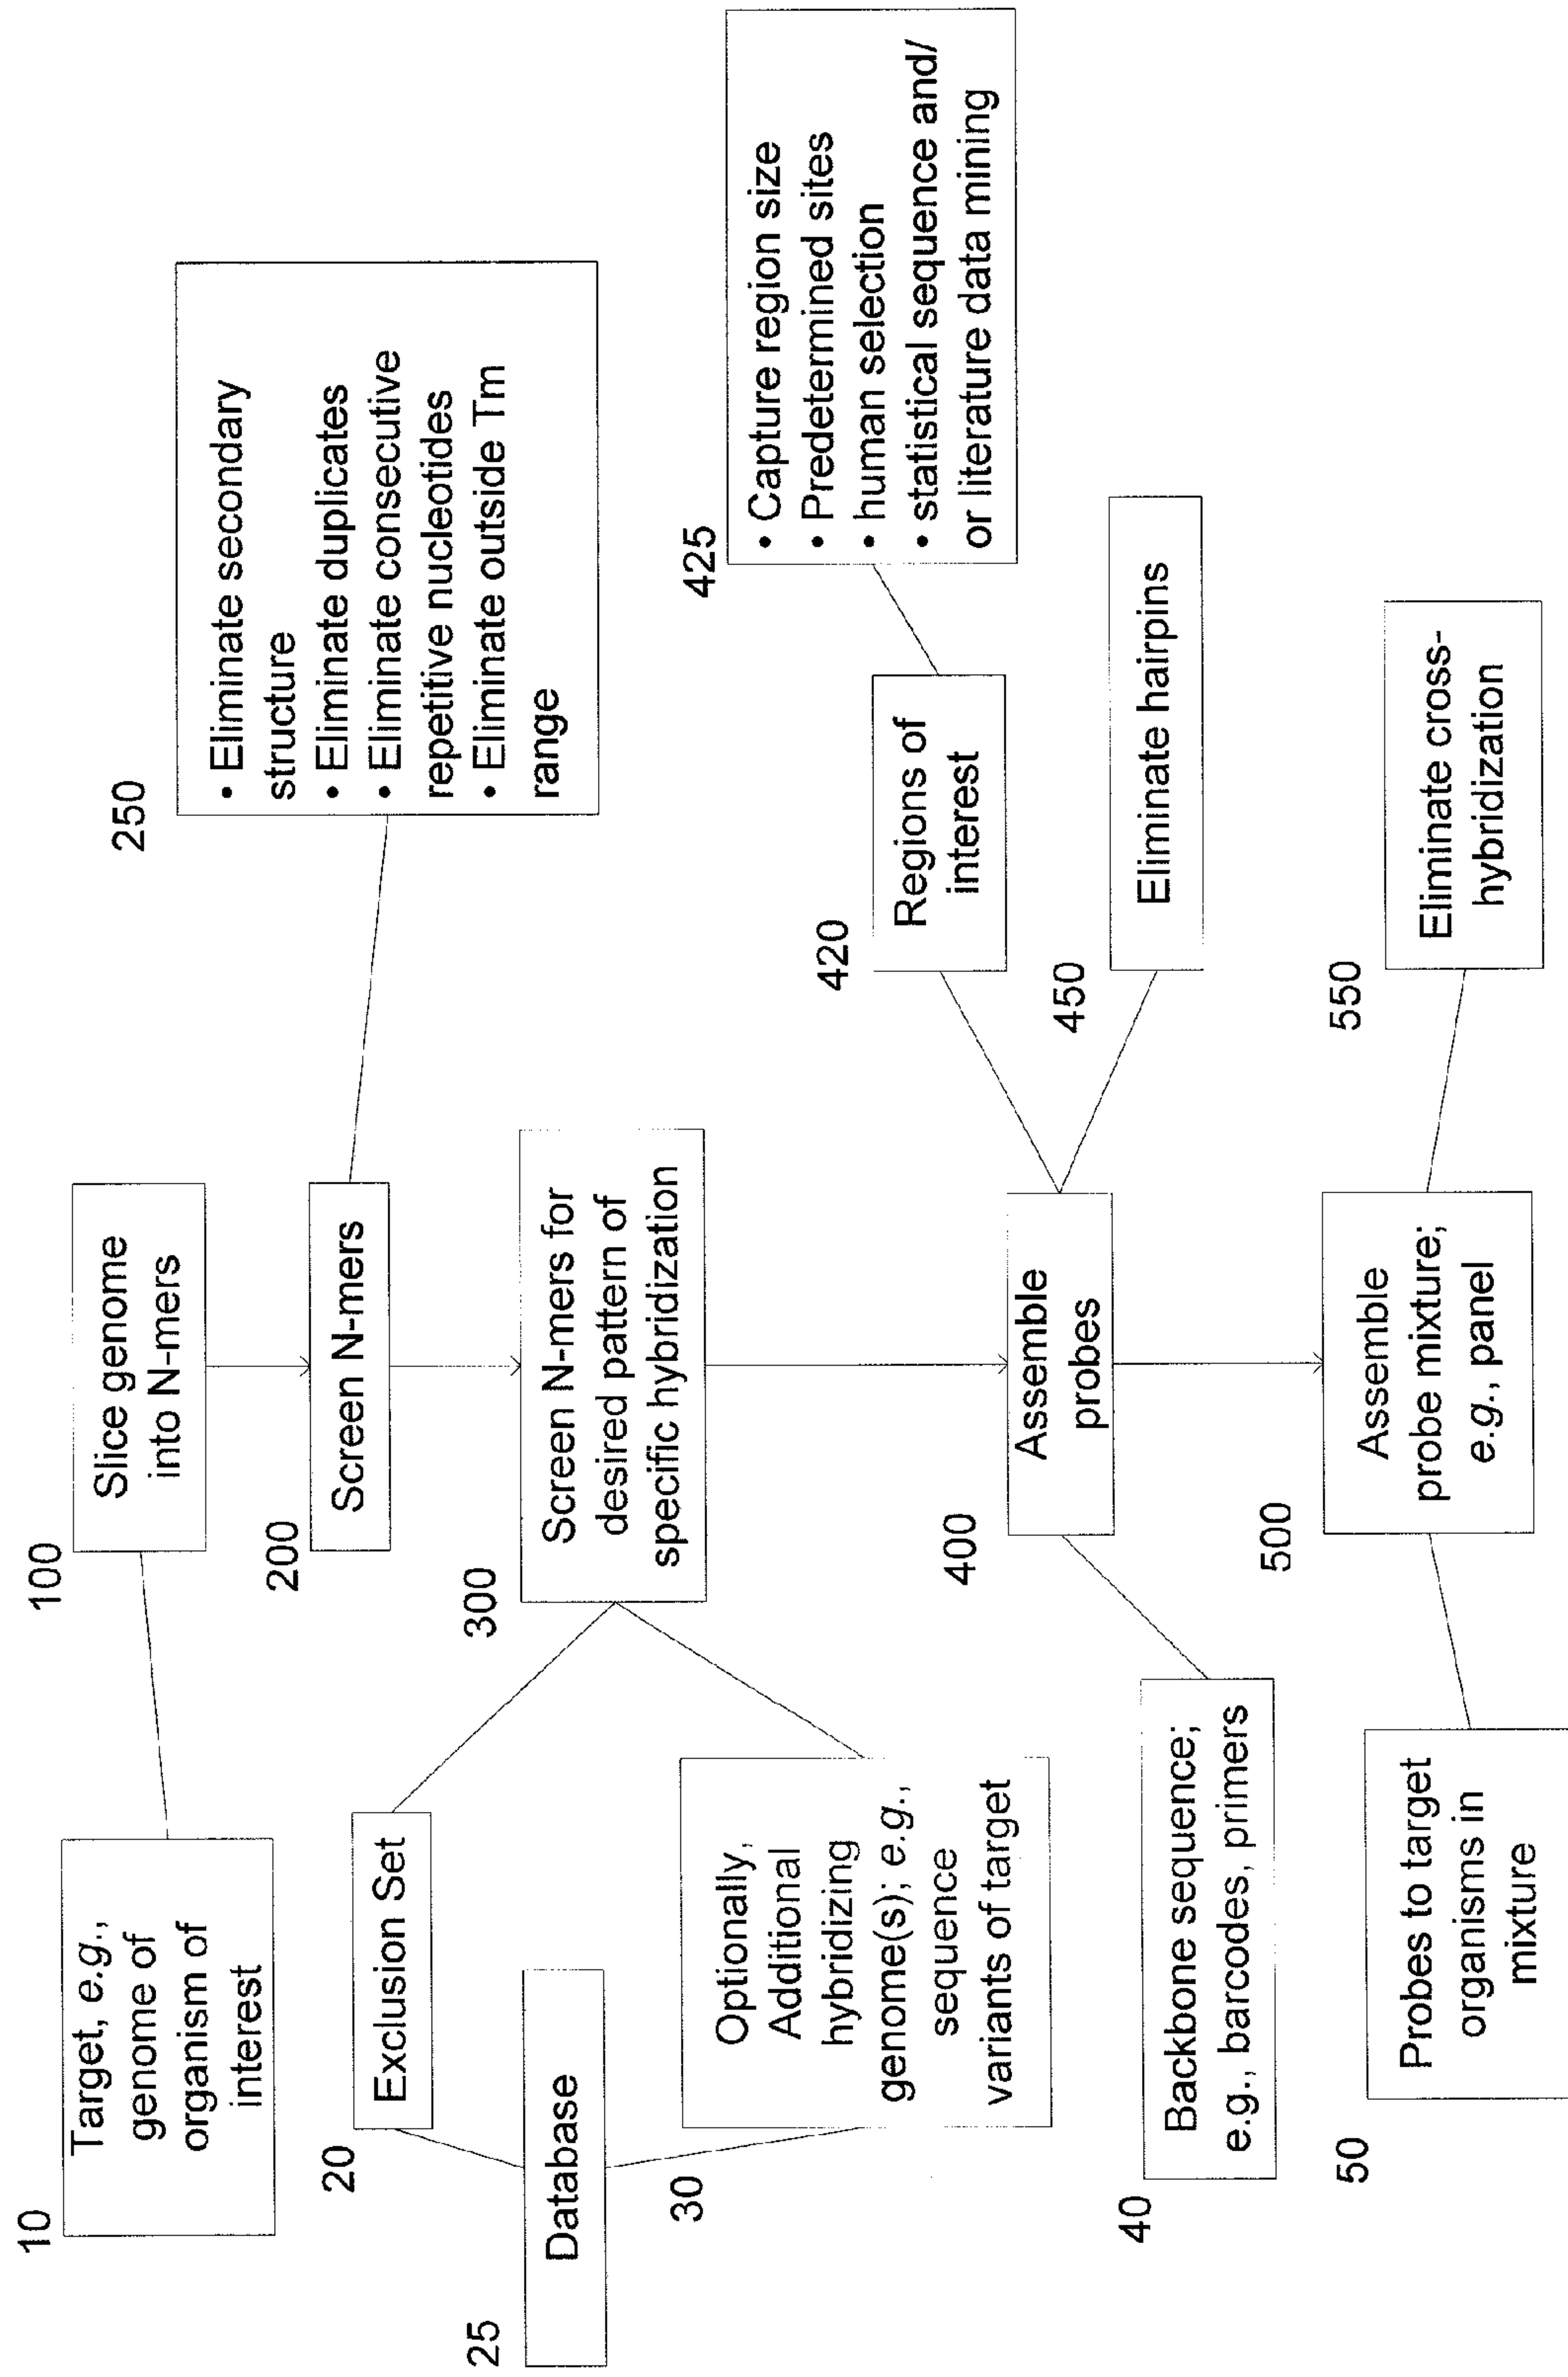 10
Target, e.g.,
genome of
organism of
interest
100
Slice genome
into N-mers
200
Screen N-mers
250
• Eliminate secondary
structure
• Eliminate duplicates
• Eliminate consecutive
repetitive nucleotides
• Eliminate outside Tm
range
20
Exclusion Set
25
Database
30
Optionally,
Additional
hybridizing
genome(s); e.g.,
sequence
variants of target
300
Screen N-mers for
desired pattern of
specific hybridization
40
Backbone sequence;
e.g., barcodes, primers
400
Assemble
probes
420
Regions of
interest
425
• Capture region size
• Predetermined sites
• human selection
• statistical sequence and/
or literature data mining
450
Eliminate hairpins
50
Probes to target
organisms in
mixture
500
Assemble
probe mixture;
e.g., panel
550
Eliminate cross-
hybridization